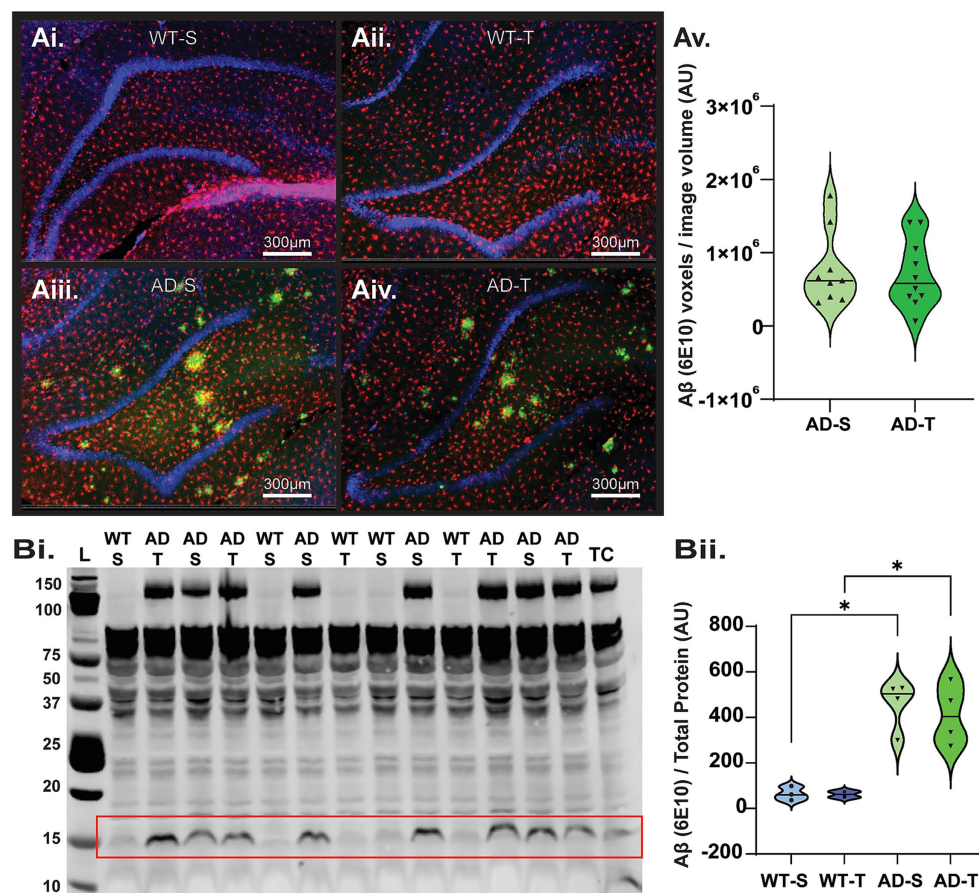 Ai.
WT-S
300µm
Aii.
WT-T
300µm
Aiii.
AD-S
300µm
Aiv.
AD-T
300µm
Av.
Aβ (6E10) voxels / image volume (AU)
3×10⁶
2×10⁶
1×10⁶
0
-1×10⁶
AD-S AD-T
Bi.
L WT AD AD AD WT AD WT WT AD WT AD AD AD TC
S T S T S S T S S T T S T
150
100
75
50
37
25
20
15
10
Bii.
Aβ (6E10) / Total Protein (AU)
* 
*
800
600
400
200
0
-200
WT-S WT-T AD-S AD-T